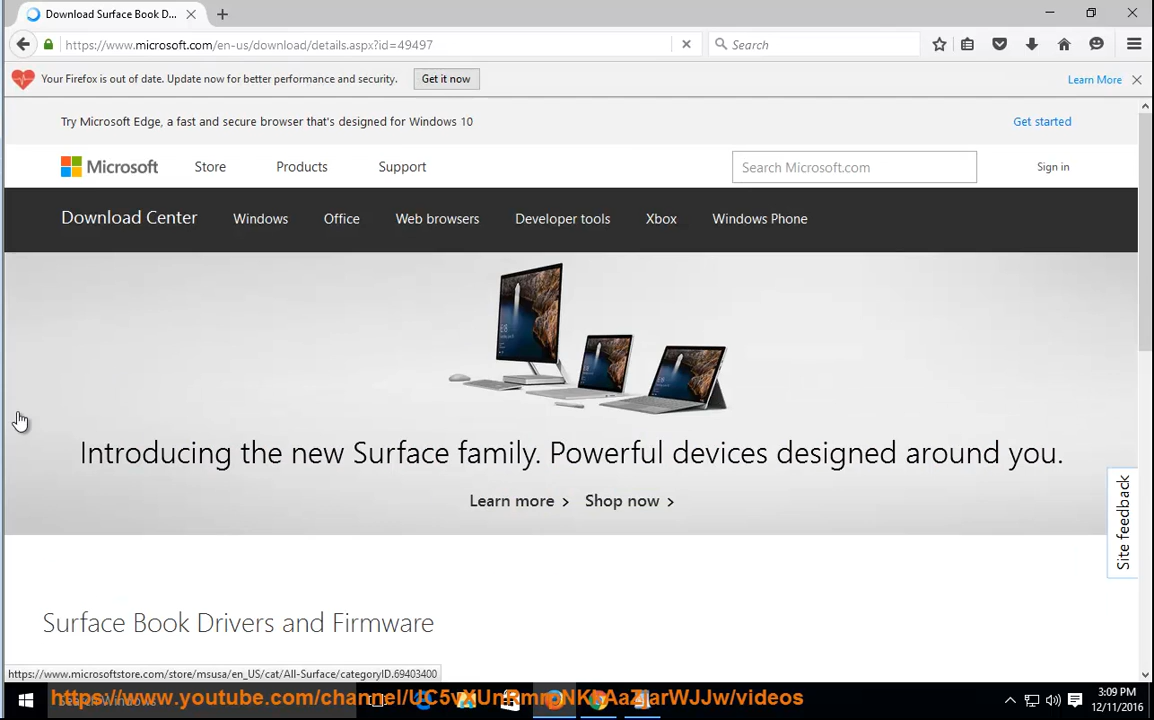 Download Surface Book D...
https://www.microsoft.com/en-us/download/details.aspx?id=49497
Search
Your Firefox is out of date. Update now for better performance and security.
Get it now
Learn More
Try Microsoft Edge, a fast and secure browser that's designed for Windows 10
Get started
Microsoft
Store
Products
Support
Search Microsoft.com
Sign in
Download Center
Windows
Office
Web browsers
Developer tools
Xbox
Windows Phone
Introducing the new Surface family. Powerful devices designed around you.
Learn more >
Shop now >
Site feedback
Surface Book Drivers and Firmware
https://www.microsoftstore.com/store/msusa/en_US/cat/All-Surface/categoryID.69403400
Search Windows
3:09 PM
12/11/2016